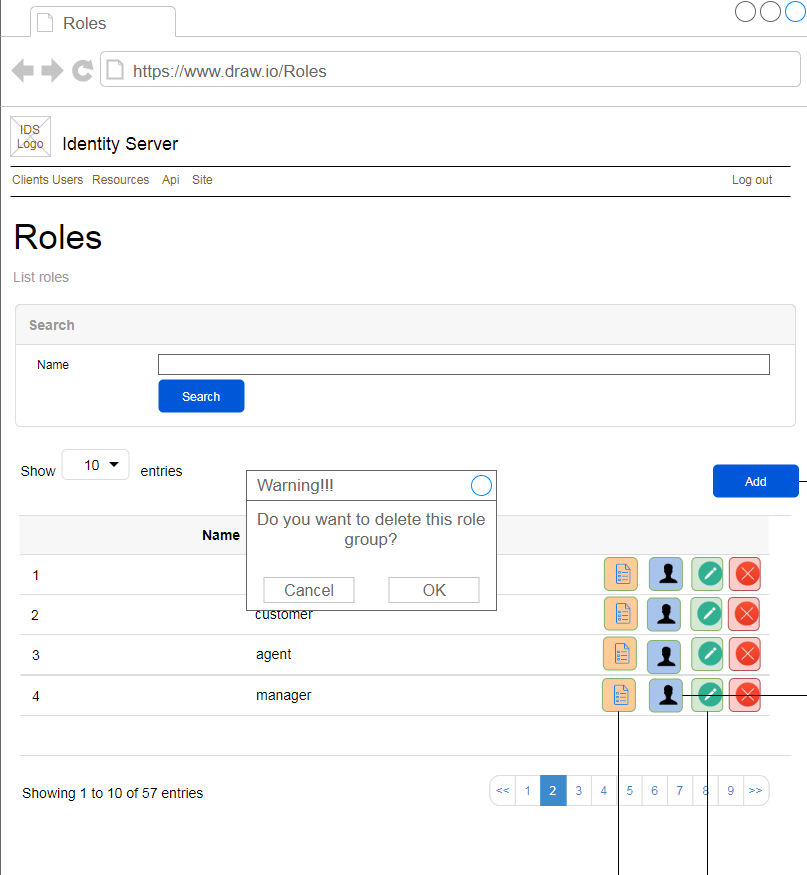 Roles
https://www.draw.io/Roles
IDS
Logo
Identity Server
Clients Users Resources Api Site Log out
Roles
List roles
Search
Name
Search
Show 10 entries
Add
Warning!!!
Do you want to delete this role
group?
Cancel OK
Name
1
2 customer
3 agent
4 manager
Showing 1 to 10 of 57 entries
<< 1 2 3 4 5 6 7 8 9 >>